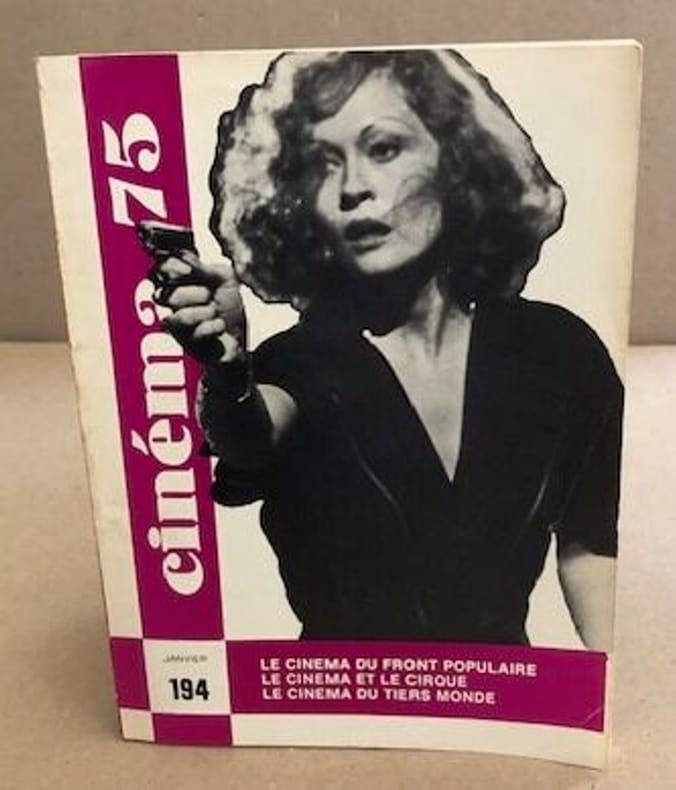 cinéma 75
JANVIER
194
LE CINEMA DU FRONT POPULAIRE
LE CINEMA ET LE CIRQUE
LE CINEMA DU TIERS MONDE